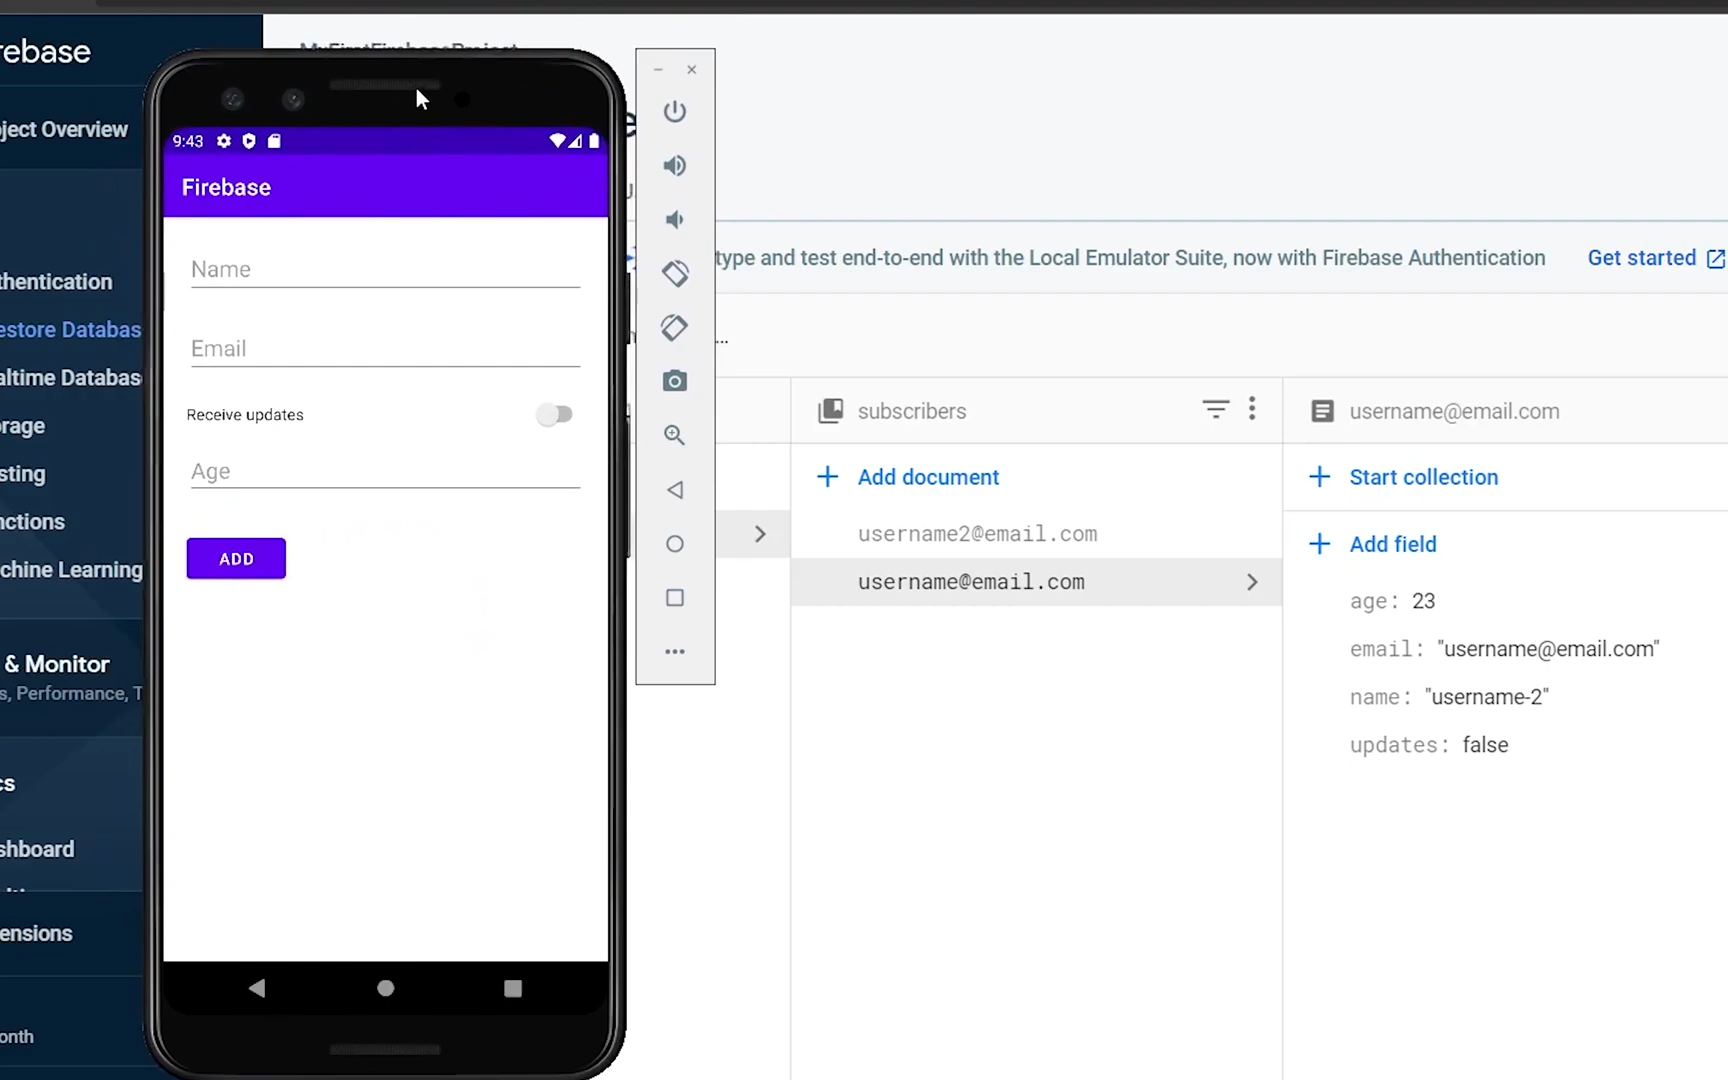 rebase
MyFirstFirebaseProject
oject Overview
thentication
estore Databas
altime Databas
orage
sting
nctions
chine Learning
& Monitor
s, Performance, T
cs
shboard
ensions
onth
9:43
Firebase
Name
Email
Receive updates
Age
ADD
type and test end-to-end with the Local Emulator Suite, now with Firebase Authentication
Get started
...
subscribers
Add document
username2@email.com
username@email.com
username@email.com
Start collection
Add field
age: 23
email: "username@email.com"
name: "username-2"
updates: false